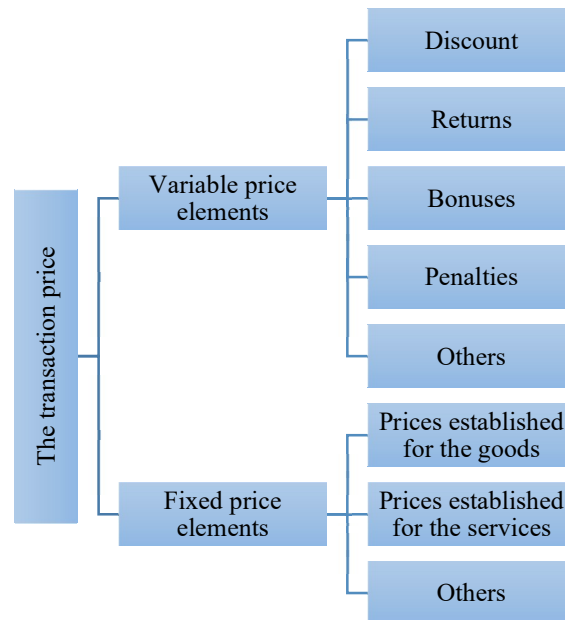 The transaction price
Variable price
elements
Discount
Returns
Bonuses
Penalties
Others
Fixed price
elements
Prices established
for the goods
Prices established
for the services
Others